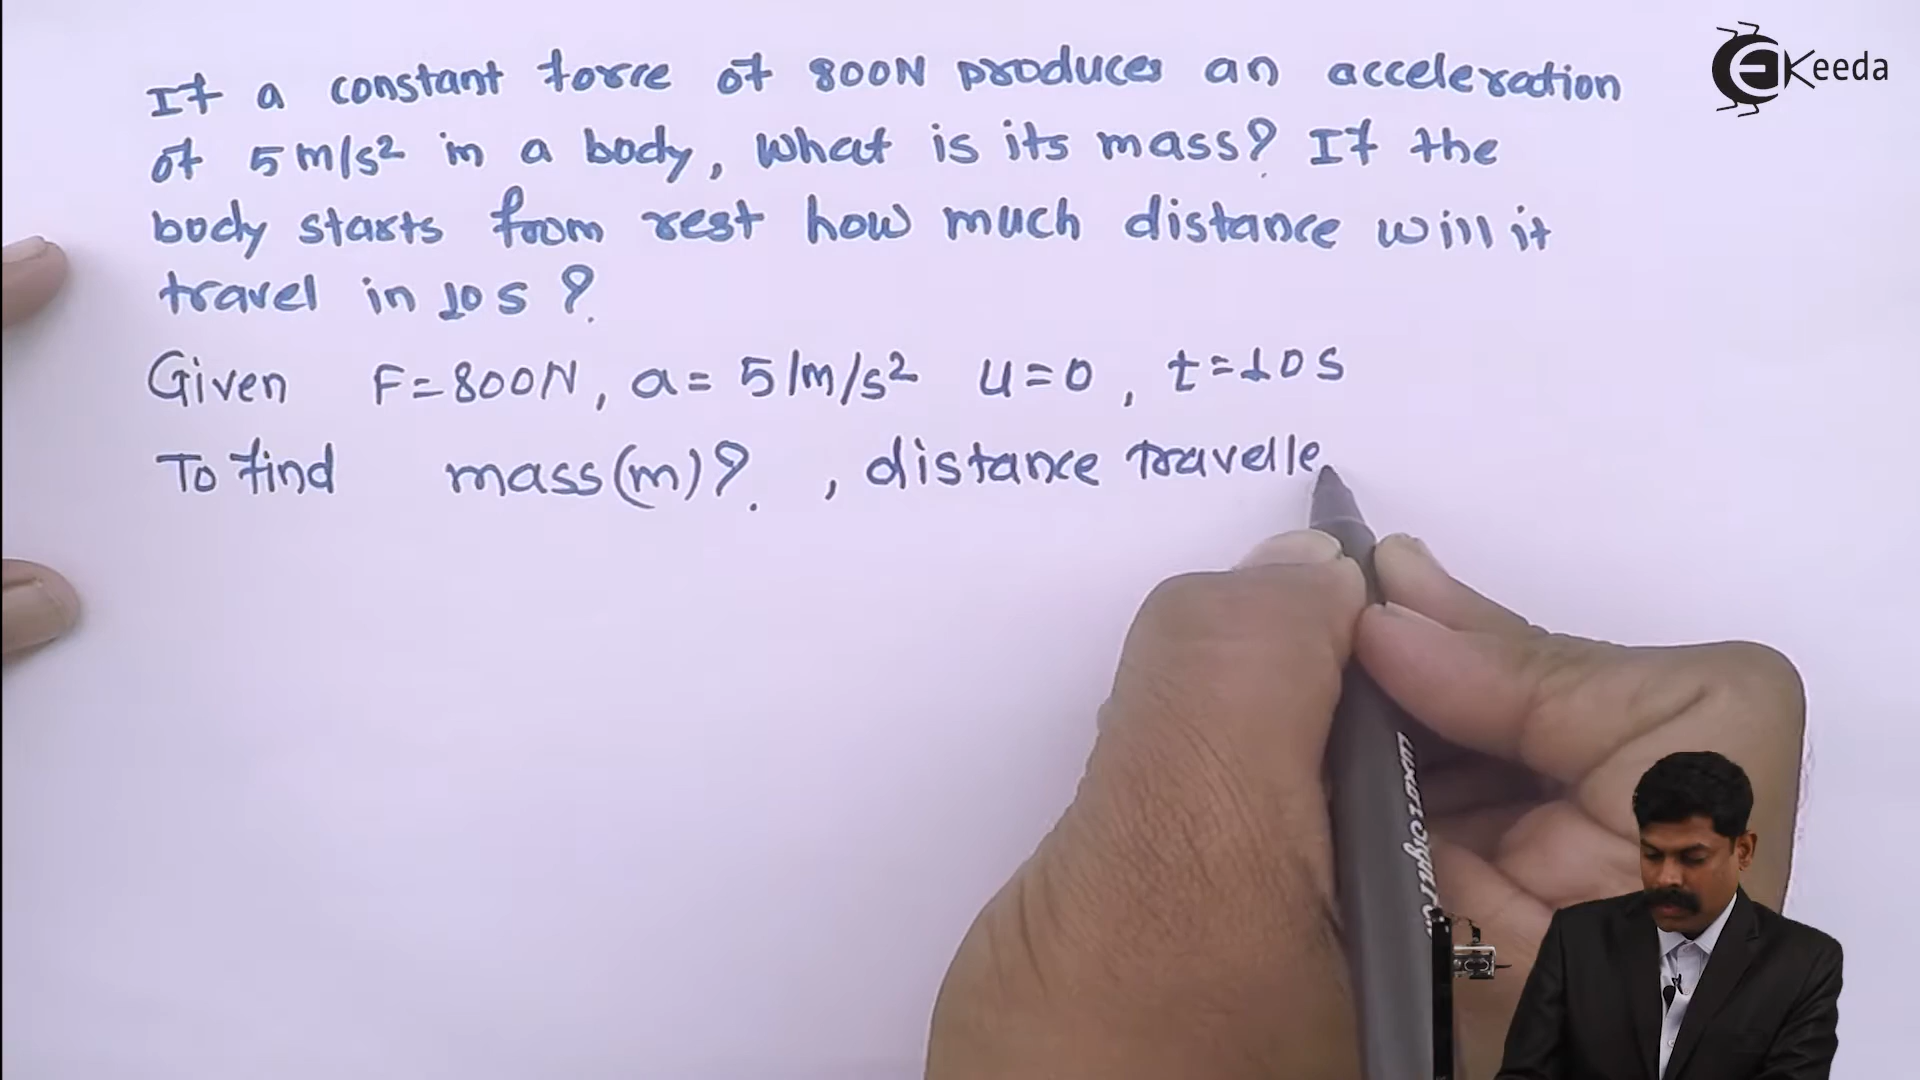 If a constant force of 800N produces an acceleration
of 5 m/s² in a body, what is its mass? If the
body starts from rest how much distance will it
travel in 10 s ?
Given F=800N, a= 5 m/s² u=0, t=10 s
To find mass(m)? , distance travelle
EKeeda